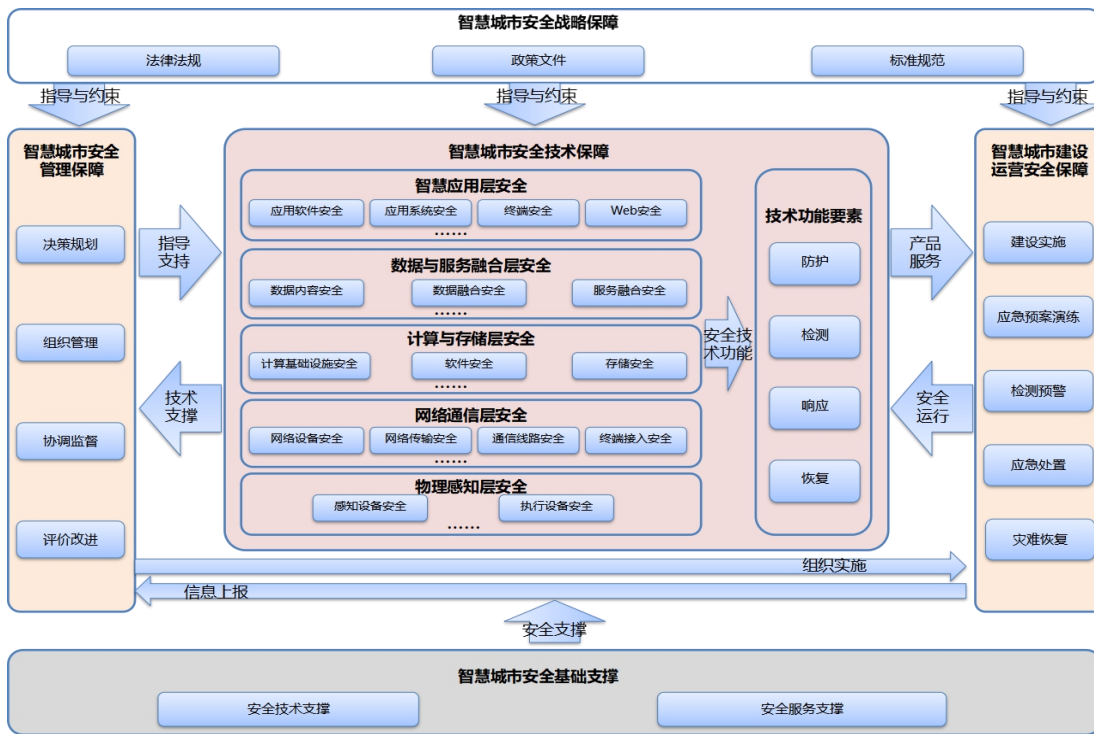 智慧城市安全战略保障
法律法规
政策文件
标准规范
指导与约束
指导与约束
指导与约束
智慧城市安全
管理保障
决策规划
组织管理
协调监督
评价改进
指导
支持
技术
支撑
智慧城市安全技术保障
智慧应用层安全
应用软件安全
应用系统安全
终端安全
Web安全
......
数据与服务融合层安全
数据内容安全
数据融合安全
服务融合安全
......
计算与存储层安全
计算基础设施安全
软件安全
存储安全
......
网络通信层安全
网络设备安全
网络传输安全
通信线路安全
终端接入安全
......
物理感知层安全
感知设备安全
执行设备安全
......
安全技
术功能
技术功能要素
防护
检测
响应
恢复
产品
服务
安全
运行
智慧城市建设
运营安全保障
建设实施
应急预案演练
检测预警
应急处置
灾难恢复
组织实施
信息上报
安全支撑
智慧城市安全基础支撑
安全技术支撑
安全服务支撑